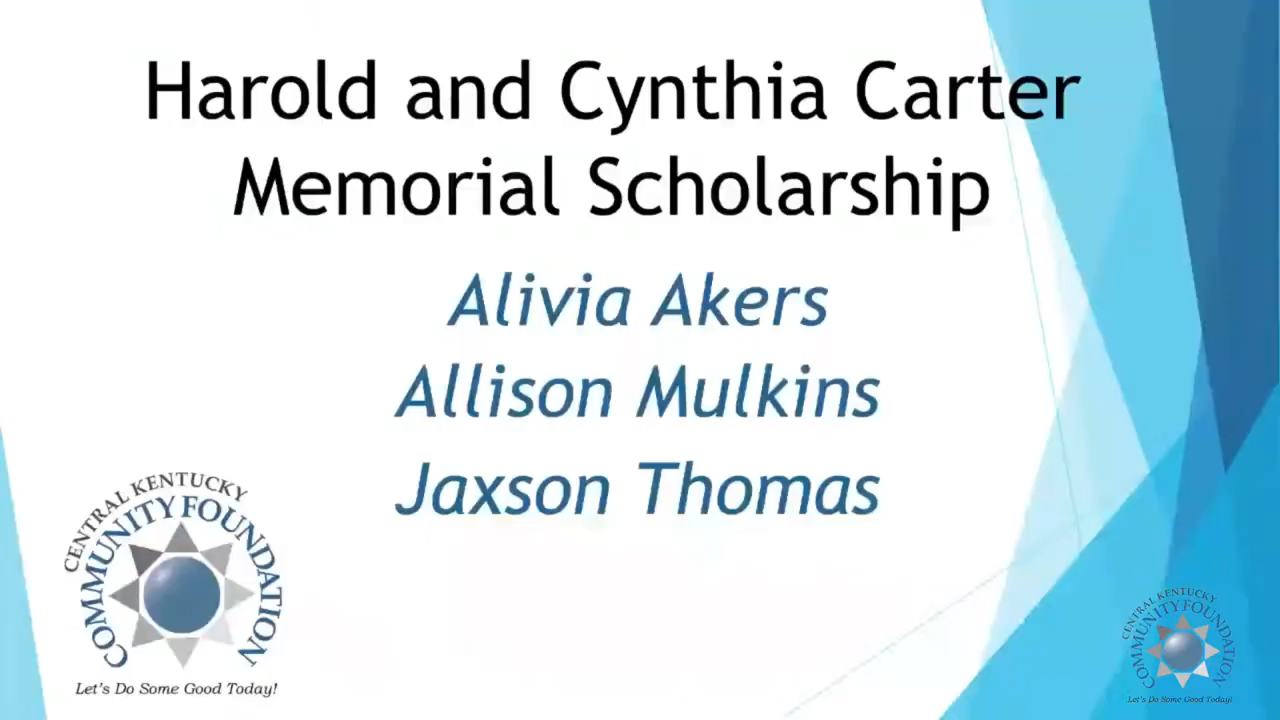 Harold and Cynthia Carter
Memorial Scholarship
Alivia Akers
Allison Mulkins
Jaxson Thomas
CENTRAL KENTUCKY
COMMUNITY FOUNDATION
Let's Do Some Good Today!
CENTRAL KENTUCKY
COMMUNITY FOUNDATION
Let's Do Some Good Today!